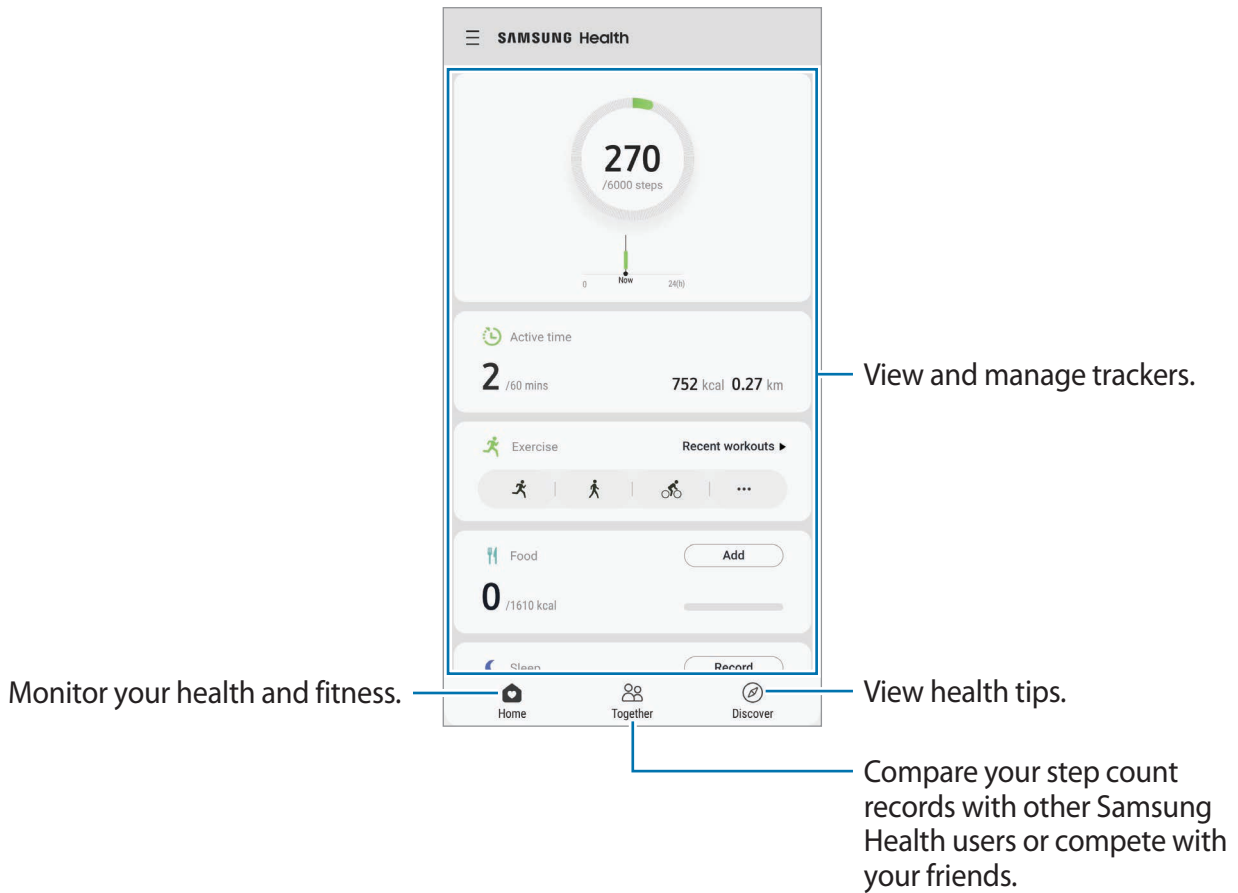 SAMSUNG Health
270
/6000 steps
0 Now 24(h)
Active time
2 /60 mins 752 kcal 0.27 km
Exercise Recent workouts
Food Add
0 /1610 kcal
Sleep Record
Home Together Discover
View and manage trackers.
Monitor your health and fitness.
View health tips.
Compare your step count
records with other Samsung
Health users or compete with
your friends.